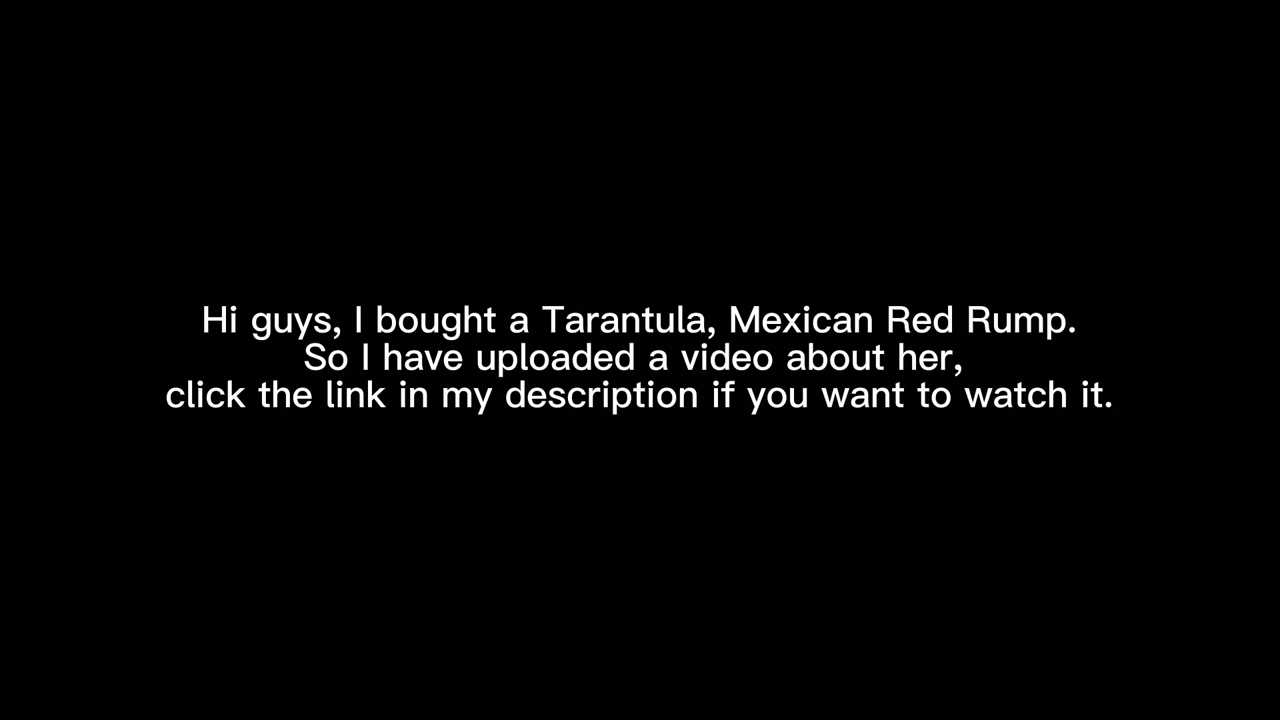 Hi guys, I bought a Tarantula, Mexican Red Rump.
So I have uploaded a video about her,
click the link in my description if you want to watch it.